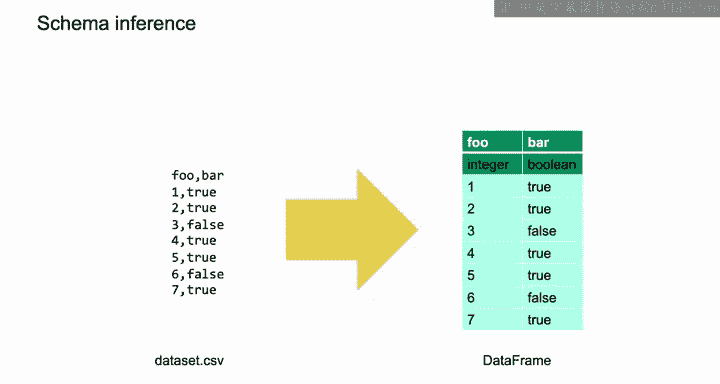 Schema inference
foo,bar
1,true
2,true
3,false
4,true
5,true
6,false
7,true
dataset.csv
foo bar
integer boolean
1 true
2 true
3 false
4 true
5 true
6 false
7 true
DataFrame